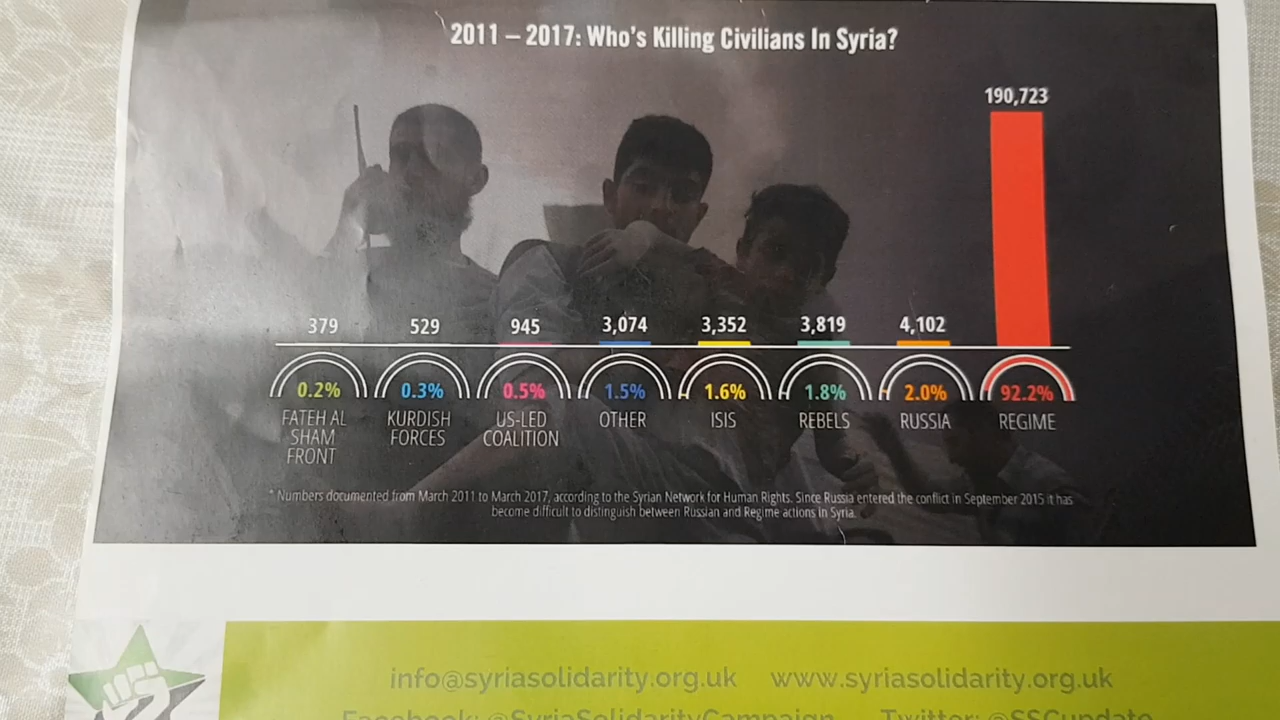 2011 – 2017: Who's Killing Civilians In Syria?
190,723
379 529 945 3,074 3,352 3,819 4,102
0.2% 0.3% 0.5% 1.5% 1.6% 1.8% 2.0% 92.2%
FATEH AL SHAM FRONT
KURDISH FORCES
US-LED COALITION
OTHER
ISIS
REBELS
RUSSIA
REGIME
* Numbers documented from March 2011 to March 2017, according to the Syrian Network for Human Rights. Since Russia entered the conflict in September 2015 it has
become difficult to distinguish between Russian and Regime actions in Syria.
info@syriasolidarity.org.uk www.syriasolidarity.org.uk
Facebook: @SyriaSolidarityCampaign Twitter: @SSCupdate